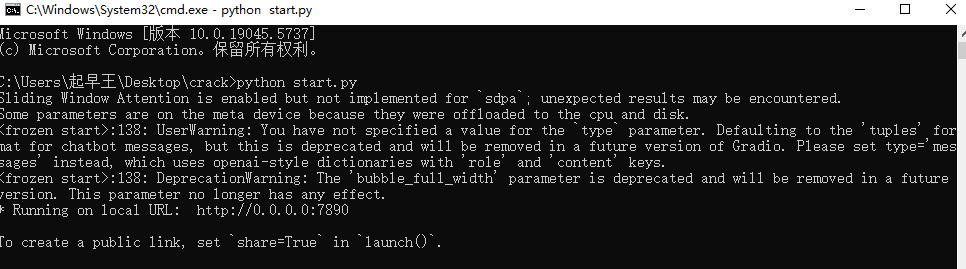 C:\Windows\System32\cmd.exe - python  start.py
Microsoft Windows [版本 10.0.19045.5737]
(c) Microsoft Corporation。保留所有权利。
C:\Users\起早王\Desktop\crack>python start.py
Sliding Window Attention is enabled but not implemented for `sdpa`; unexpected results may be encountered.
Some parameters are on the meta device because they were offloaded to the cpu and disk.
<frozen start>:138: UserWarning: You have not specified a value for the `type` parameter. Defaulting to the 'tuples' for
mat for chatbot messages, but this is deprecated and will be removed in a future version of Gradio. Please set type='mes
sages' instead, which uses openai-style dictionaries with 'role' and 'content' keys.
<frozen start>:138: DeprecationWarning: The 'bubble_full_width' parameter is deprecated and will be removed in a future
version. This parameter no longer has any effect.
* Running on local URL:  http://0.0.0.0:7890
To create a public link, set `share=True` in `launch()`.